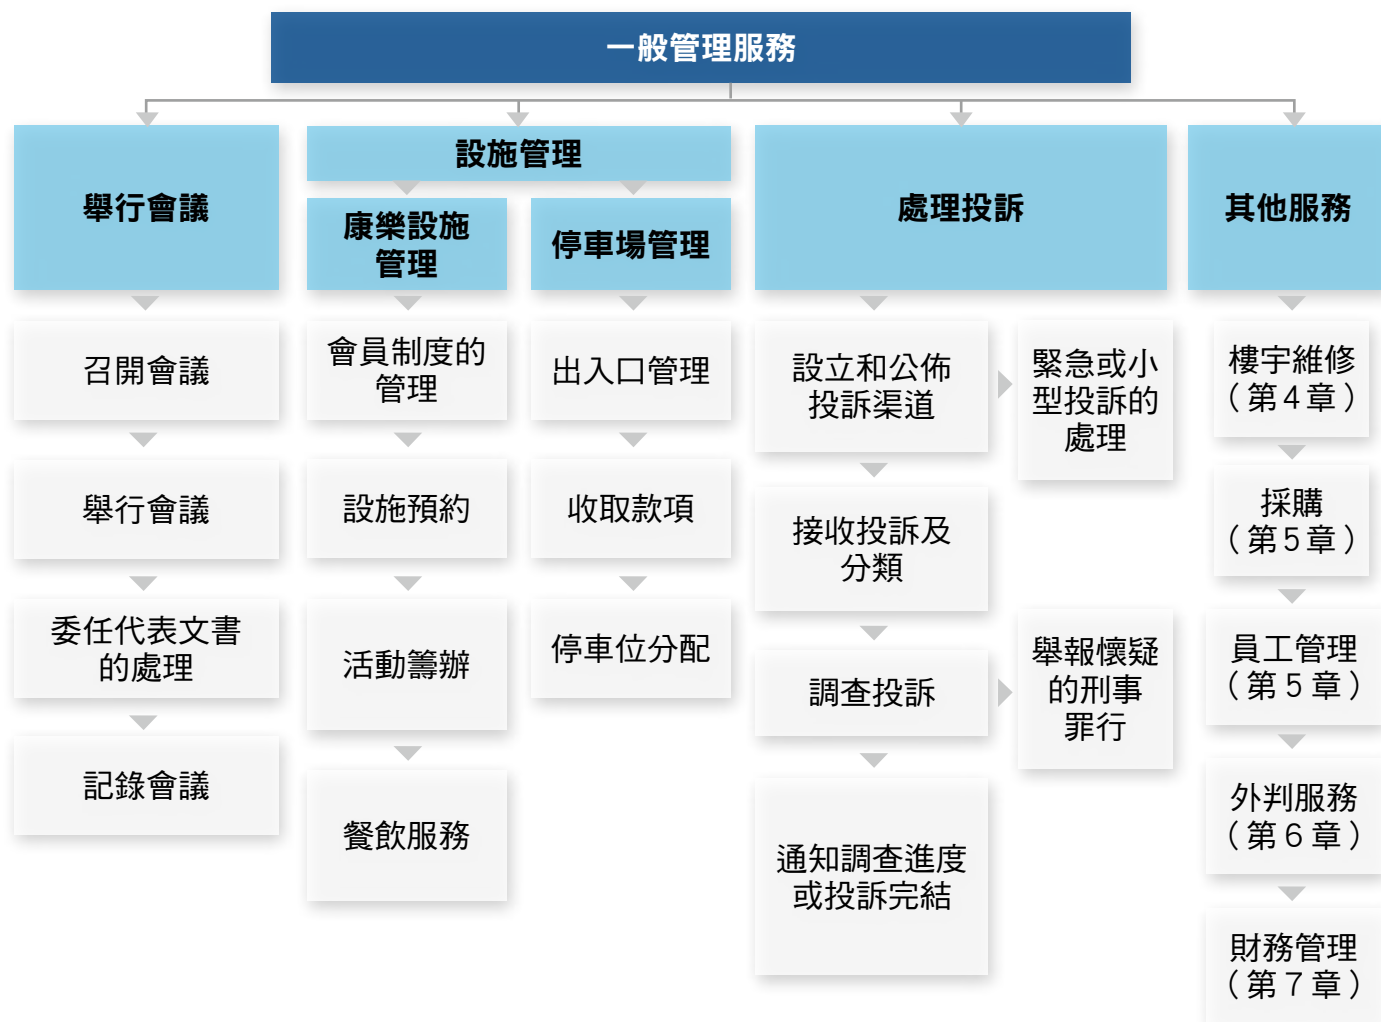 一般管理服務
舉行會議
召開會議
舉行會議
委任代表文書
的處理
記錄會議
設施管理
康樂設施
管理
會員制度的
管理
設施預約
活動籌辦
餐飲服務
停車場管理
出入口管理
收取款項
停車位分配
處理投訴
設立和公佈
投訴渠道
緊急或小
型投訴的
處理
接收投訴及
分類
調查投訴
舉報懷疑
的刑事
罪行
通知調查進度
或投訴完結
其他服務
樓宇維修
（第4章）
採購
（第5章）
員工管理
（第5章）
外判服務
（第6章）
財務管理
（第7章）